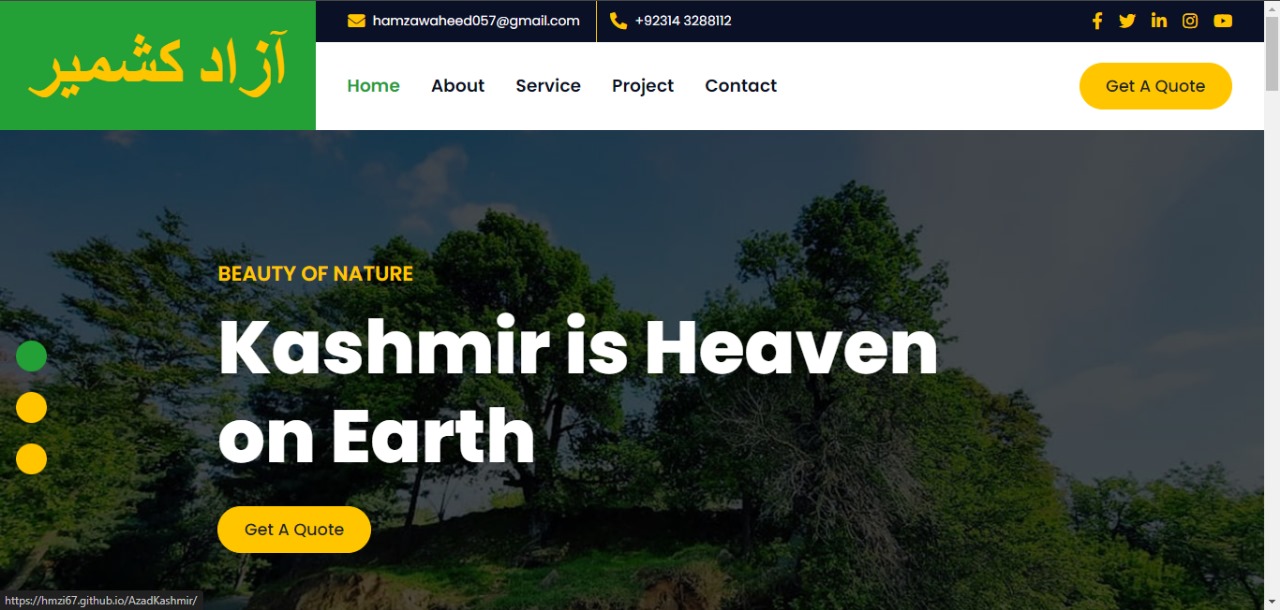 آزاد کشمیر
hamzawaheed057@gmail.com
+92314 3288112
Home
About
Service
Project
Contact
Get A Quote
BEAUTY OF NATURE
Kashmir is Heaven
on Earth
Get A Quote
https://hmzi67.github.io/AzadKashmir/